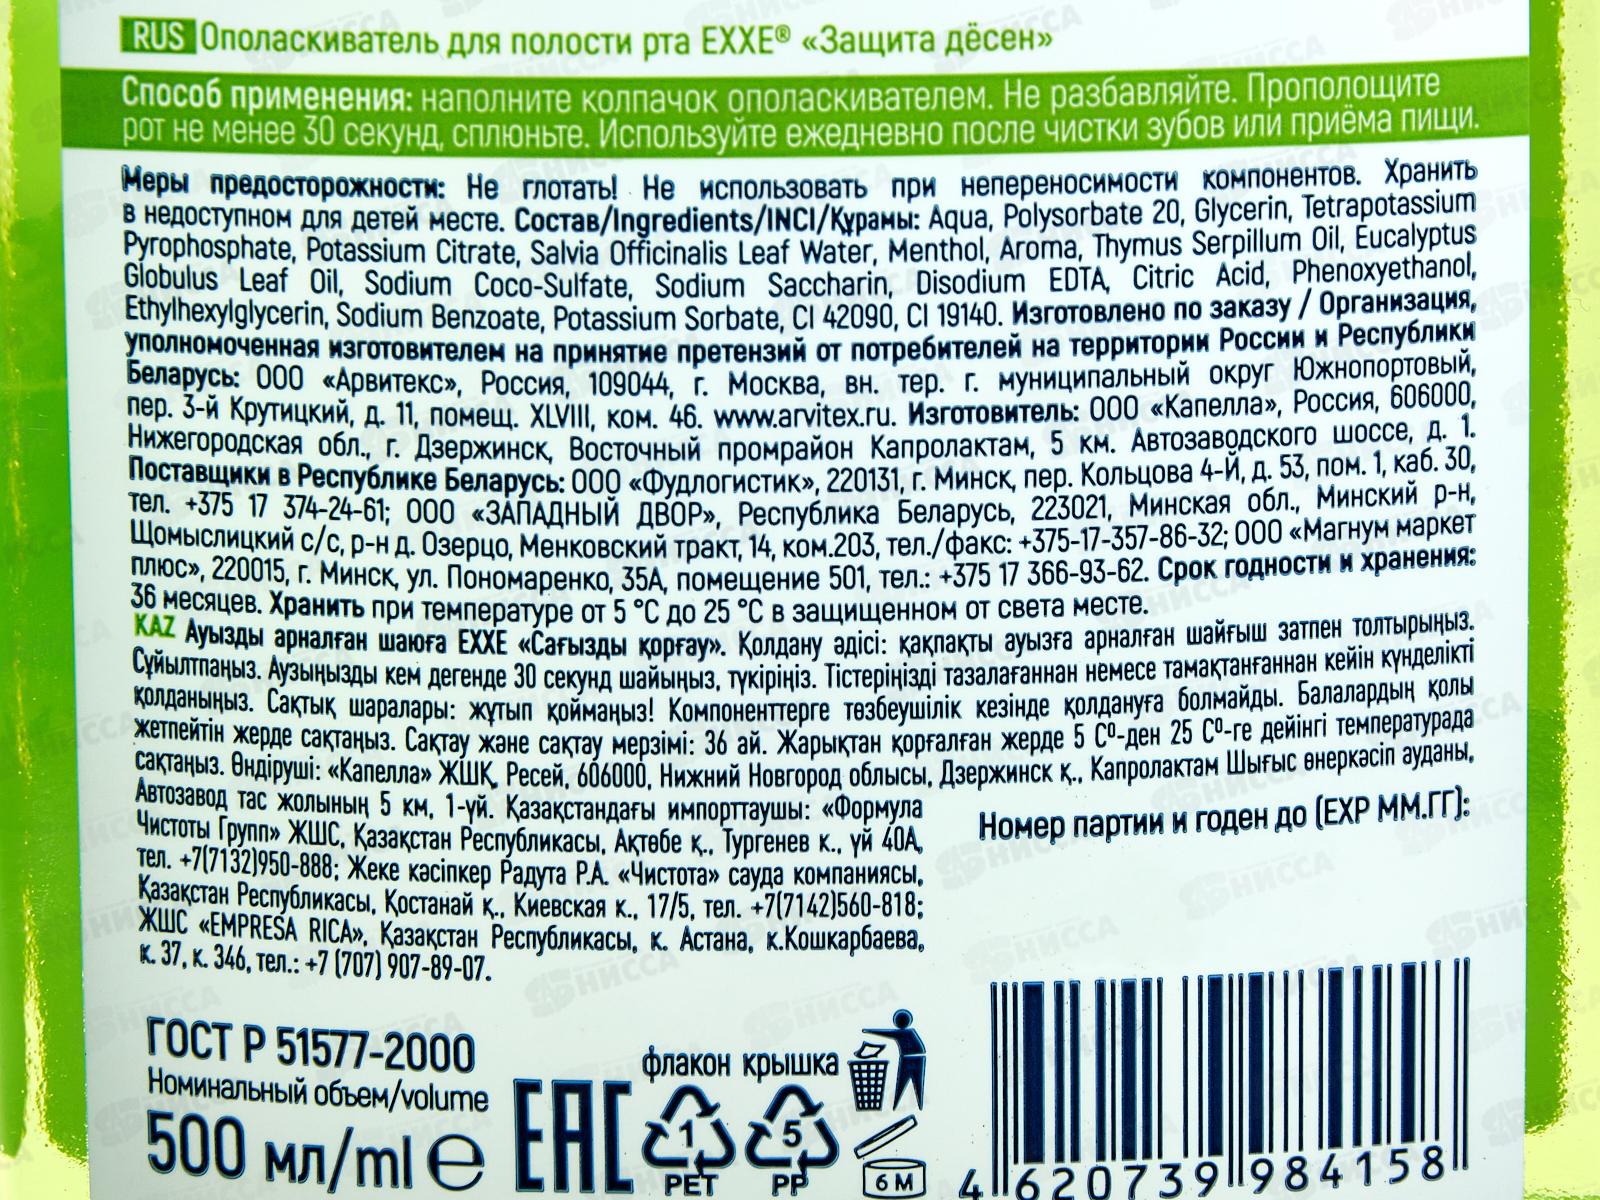 RUS Ополаскиватель для полости рта EXXE® «Защита дёсен»
Способ применения: наполните колпачок ополаскивателем. Не разбавляйте. Прополощите
рот не менее 30 секунд, сплюньте. Используйте ежедневно после чистки зубов или приёма пищи.
Меры предосторожности: Не глотать! Не использовать при непереносимости компонентов. Хранить
в недоступном для детей месте. Состав/Ingredients/INCI/Құрамы: Aqua, Polysorbate 20, Glycerin, Tetrapotassium
Pyrophosphate, Potassium Citrate, Salvia Officinalis Leaf Water, Menthol, Aroma, Thymus Serpillum Oil, Eucalyptus
Globulus Leaf Oil, Sodium Coco-Sulfate, Sodium Saccharin, Disodium EDTA, Citric Acid, Phenoxyethanol,
Ethylhexylglycerin, Sodium Benzoate, Potassium Sorbate, CI 42090, CI 19140. Изготовлено по заказу / Организация,
уполномоченная изготовителем на принятие претензий от потребителей на территории России и Республики
Беларусь: ООО «Арвитекс», Россия, 109044, г. Москва, вн. тер. г. муниципальный округ Южнопортовый,
пер. 3-й Крутицкий, д. 11, помещ. XLVIII, ком. 46. www.arvitex.ru. Изготовитель: ООО «Капелла», Россия, 606000,
Нижегородская обл., г. Дзержинск, Восточный промрайон Капролактам, 5 км. Автозаводского шоссе, д. 1.
Поставщики в Республике Беларусь: ООО «Фудлогистик», 220131, г. Минск, пер. Кольцова 4-Й, д. 53, пом. 1, каб. 30,
тел. +375 17 374-24-61; ООО «ЗАПАДНЫЙ ДВОР», Республика Беларусь, 223021, Минская обл., Минский р-н,
Щомыслицкий с/с, р-н д. Озерцо, Менковский тракт, 14, ком.203, тел./факс: +375-17-357-86-32; ООО «Магнум маркет
плюс», 220015, г. Минск, ул. Пономаренко, 35А, помещение 501, тел.: +375 17 366-93-62. Срок годности и хранения:
36 месяцев. Хранить при температуре от 5 °C до 25 °C в защищенном от света месте.
KAZ Ауызды арналған шаюға EXXE «Сағызды қорғау». Қолдану әдісі: қақпақты ауызға арналған шайғыш затпен толтырыңыз.
Сұйылтпаңыз. Аузыңызды кем дегенде 30 секунд шайыңыз, түкіріңіз. Тістеріңізді тазалағаннан немесе тамақтанғаннан кейін күнделікті
қолданыңыз. Сақтық шаралары: жұтып қоймаңыз! Компоненттерге төзбеушілік кезінде қолдануға болмайды. Балалардың қолы
жетпейтін жерде сақтаңыз. Сақтау және сақтау мерзімі: 36 ай. Жарықтан қорғалған жерде 5 С⁰-ден 25 С⁰-ге дейінгі температурада
сақтаңыз. Өндіруші: «Капелла» ЖШҚ, Ресей, 606000, Нижний Новгород облысы, Дзержинск қ., Капролактам Шығыс өнеркәсіп ауданы,
Автозавод тас жолының 5 км, 1-үй. Қазақстандағы импорттаушы: «Формула
Чистоты Групп» ЖШС, Қазақстан Республикасы, Ақтөбе қ., Тургенев к., үй 40А,
тел. +7(7132)950-888; Жеке кәсіпкер Радута Р.А. «Чистота» сауда компаниясы,
Қазақстан Республикасы, Қостанай қ., Киевская к., 17/5, тел. +7(7142)560-818;
ЖШС «EMPRESA RICA», Қазақстан Республикасы, к. Астана, к.Кошкарбаева,
к. 37, к. 346, тел.: +7 (707) 907-89-07.
Номер партии и годен до (EXP ММ.ГГ):
ГОСТ Р 51577-2000
Номинальный объем/volume
500 мл/ml ℮
EAC
флакон крышка
1 5
PET PP
6 M
4 620739 984158